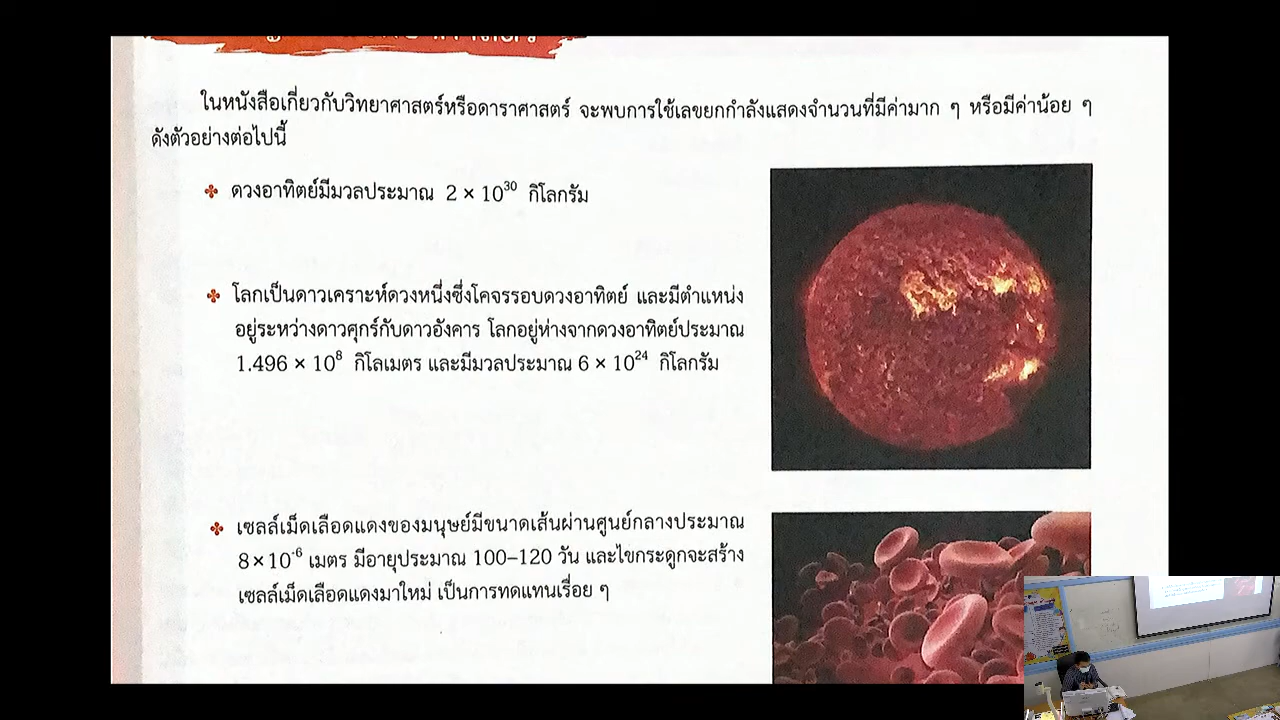 ในหนังสือเกี่ยวกับวิทยาศาสตร์หรือดาราศาสตร์ จะพบการใช้เลขยกกำลังแสดงจำนวนที่มีค่ามาก ๆ หรือมีค่าน้อย ๆ
ดังตัวอย่างต่อไปนี้
ดวงอาทิตย์มีมวลประมาณ 2 × 10³⁰ กิโลกรัม
โลกเป็นดาวเคราะห์ดวงหนึ่งซึ่งโคจรรอบดวงอาทิตย์ และมีตำแหน่ง
อยู่ระหว่างดาวศุกร์กับดาวอังคาร โลกอยู่ห่างจากดวงอาทิตย์ประมาณ
1.496 × 10⁸ กิโลเมตร และมีมวลประมาณ 6 × 10²⁴ กิโลกรัม
เซลล์เม็ดเลือดแดงของมนุษย์มีขนาดเส้นผ่านศูนย์กลางประมาณ
8×10⁻⁶ เมตร มีอายุประมาณ 100–120 วัน และไขกระดูกจะสร้าง
เซลล์เม็ดเลือดแดงมาใหม่ เป็นการทดแทนเรื่อย ๆ